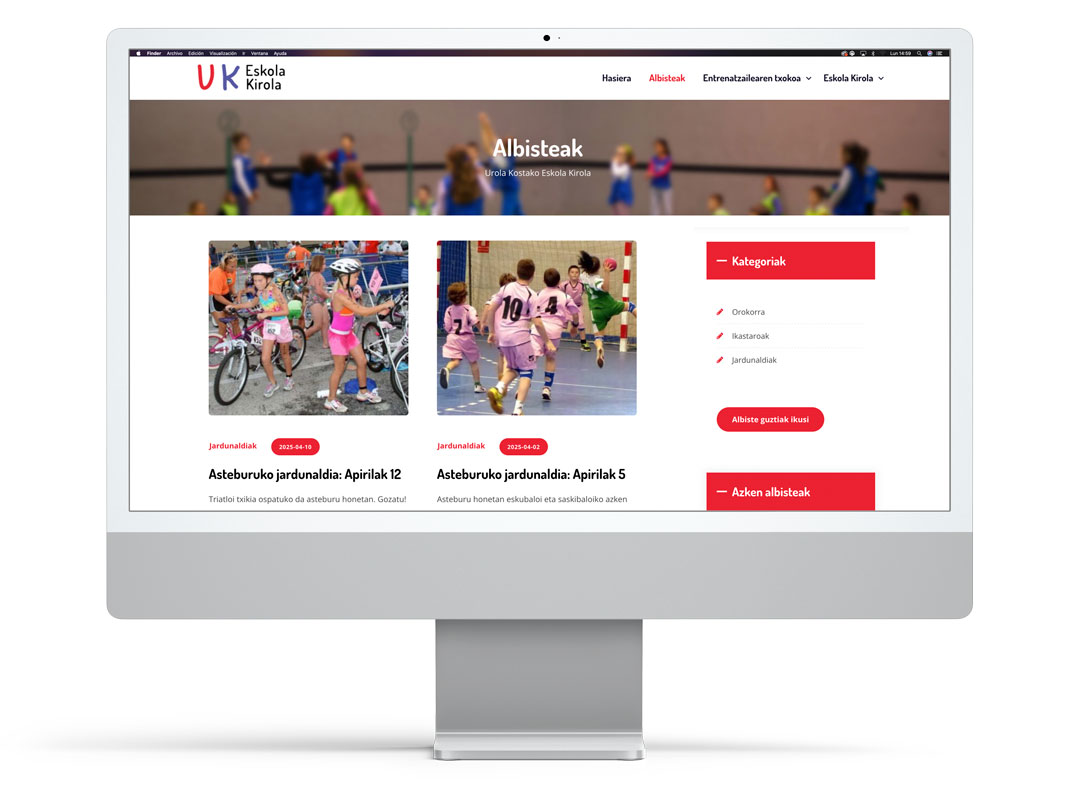 Finder Archivo Edición Visualización Ir Ventana Ayuda
Lun 14:59
UK Eskola
Kirola
Hasiera Albisteak Entrenatzailearen txokoa Eskola Kirola
Albisteak
Urola Kostako Eskola Kirola
Kategoriak
Orokorra
Ikastaroak
Jardunaldiak
Albiste guztiak ikusi
Azken albisteak
7
10
4
Jardunaldiak 2025-04-10
Asteburuko jardunaldia: Apirilak 12
Triatloi txikia ospatuko da asteburu honetan. Gozatu!
Jardunaldiak 2025-04-02
Asteburuko jardunaldia: Apirilak 5
Asteburu honetan eskubaloi eta saskibaloiko azken